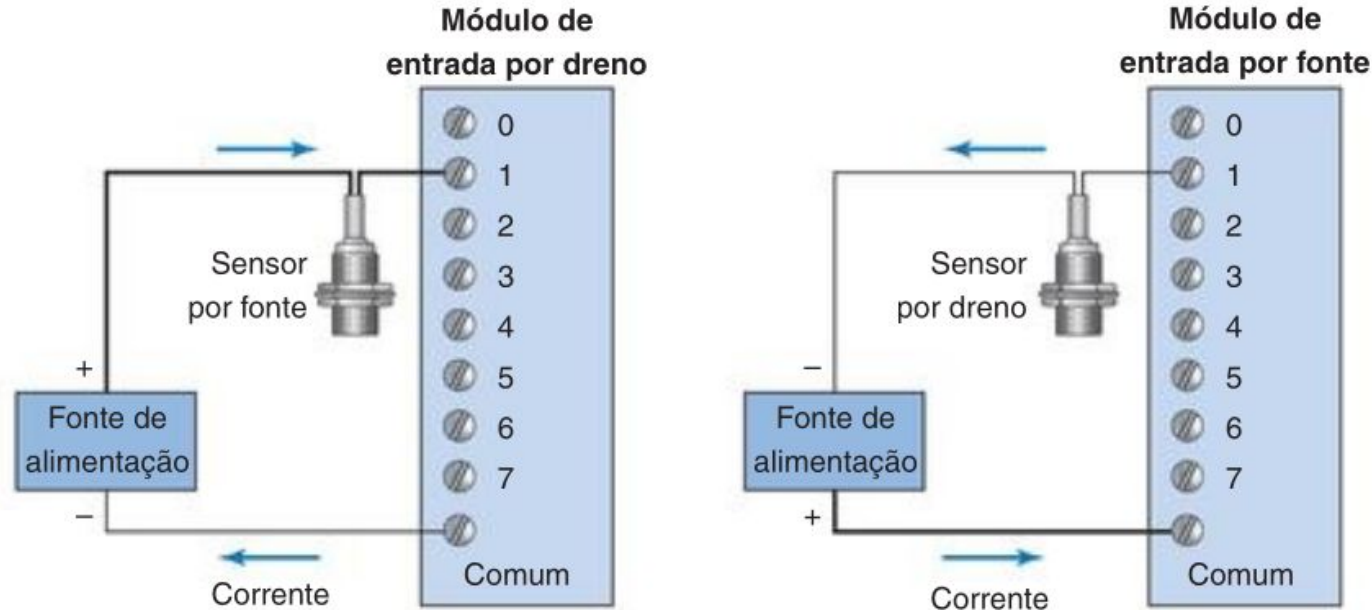 Módulo de
entrada por dreno
0
1
2
3
4
5
6
7
Comum
Sensor
por fonte
+
Fonte de
alimentação
–
Corrente
Módulo de
entrada por fonte
0
1
2
3
4
5
6
7
Comum
Sensor
por dreno
–
Fonte de
alimentação
+
Corrente